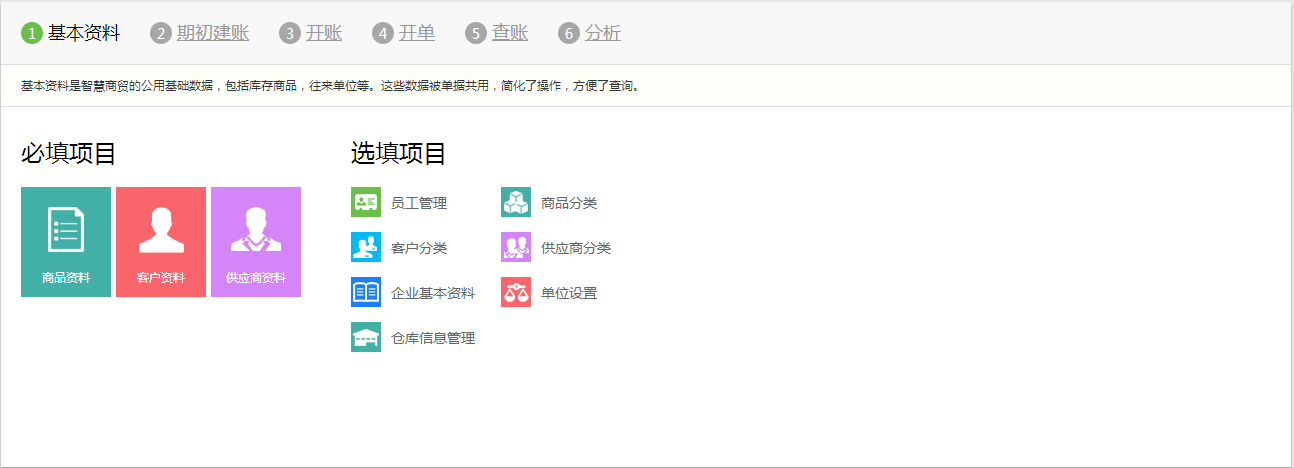 1 基本资料 2 期初建账 3 开账 4 开单 5 查账 6 分析
基本资料是智慧商贸的公用基础数据，包括库存商品，往来单位等。这些数据被单据共用，简化了操作，方便了查询。
必填项目
商品资料 客户资料 供应商资料
选填项目
员工管理 商品分类
客户分类 供应商分类
企业基本资料 单位设置
仓库信息管理